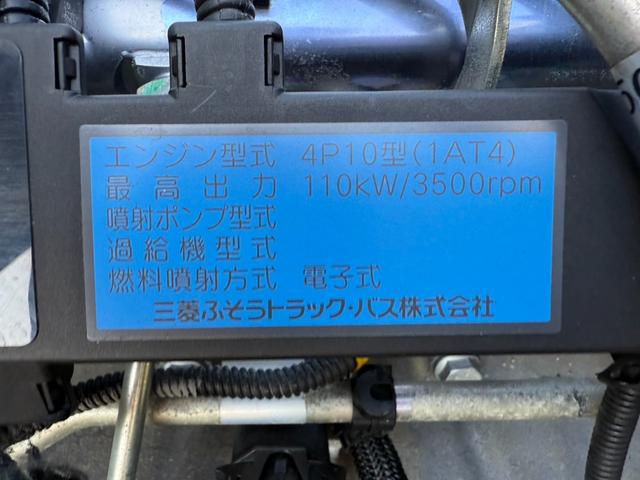 エンジン型式 4P10型(1AT4)
最高出力 110kW/3500rpm
噴射ポンプ型式
過給機型式
燃料噴射方式 電子式
三菱ふそうトラック・バス株式会社